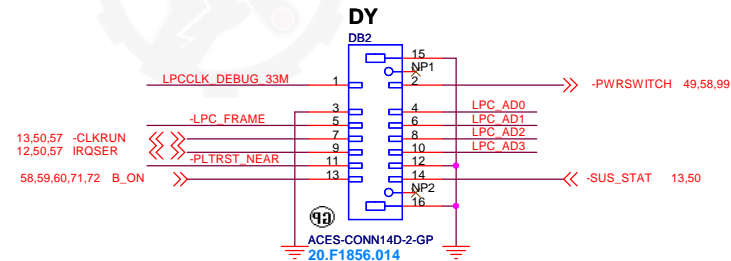 DY
DB2
15
NP1
LPCCLK_DEBUG_33M 1 2 -PWRSWITCH 49,58,99
3 4 LPC_AD0
-LPC_FRAME 5 6 LPC_AD1
13,50,57 -CLKRUN 7 8 LPC_AD2
12,50,57 IRQSER 9 10 LPC_AD3
-PLTRST_NEAR 11 12
58,59,60,71,72 B_ON 13 14 -SUS_STAT 13,50
NP2
16
ACES-CONN14D-2-GP
20.F1856.014